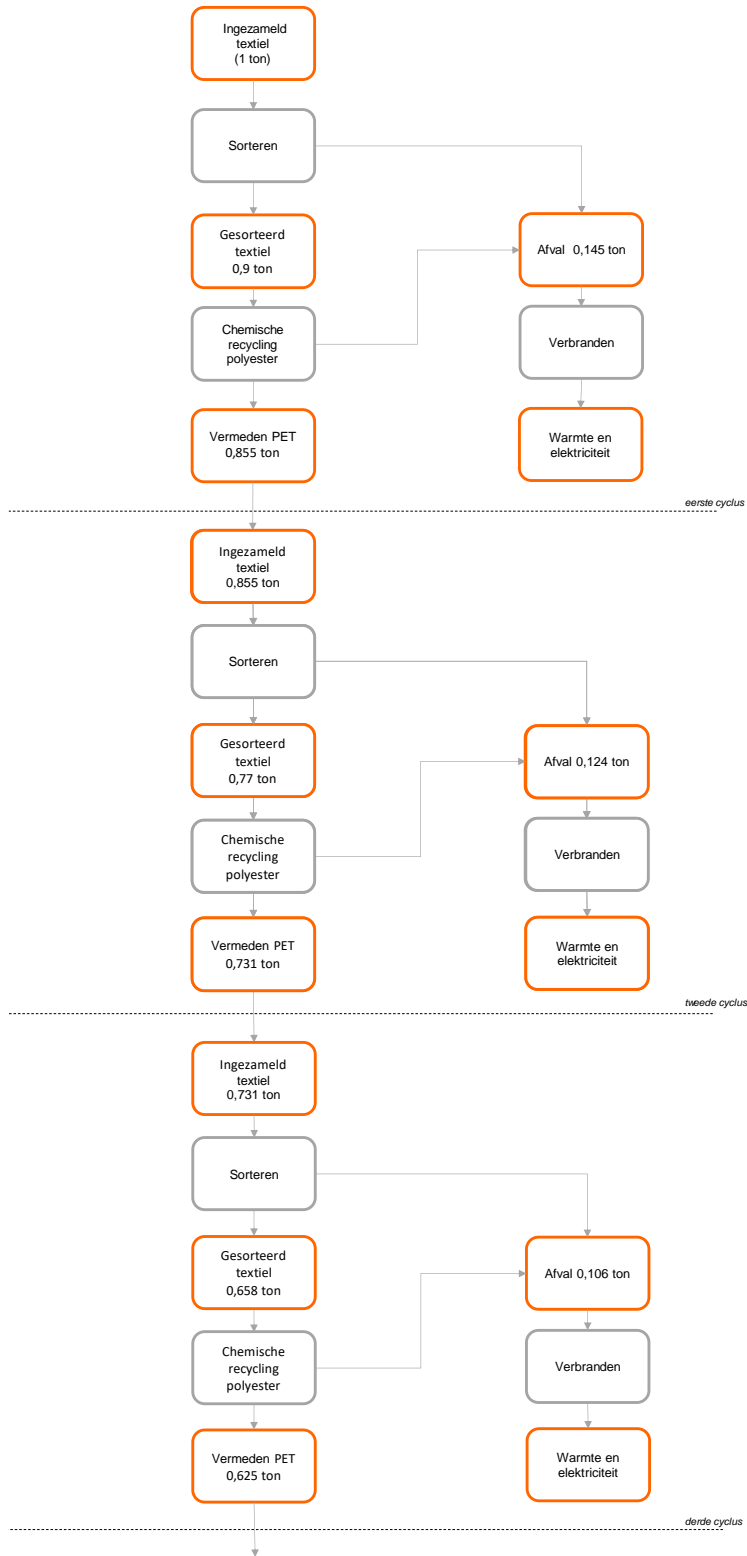 Ingezameld
textiel
(1 ton)
Sorteren
Gesorteerd
textiel
0,9 ton
Afval 0,145 ton
Chemische
recycling
polyester
Verbranden
Vermeden PET
0,855 ton
Warmte en
elektriciteit
eerste cyclus
Ingezameld
textiel
0,855 ton
Sorteren
Gesorteerd
textiel
0,77 ton
Afval 0,124 ton
Chemische
recycling
polyester
Verbranden
Vermeden PET
0,731 ton
Warmte en
elektriciteit
tweede cyclus
Ingezameld
textiel
0,731 ton
Sorteren
Gesorteerd
textiel
0,658 ton
Afval 0,106 ton
Chemische
recycling
polyester
Verbranden
Vermeden PET
0,625 ton
Warmte en
elektriciteit
derde cyclus